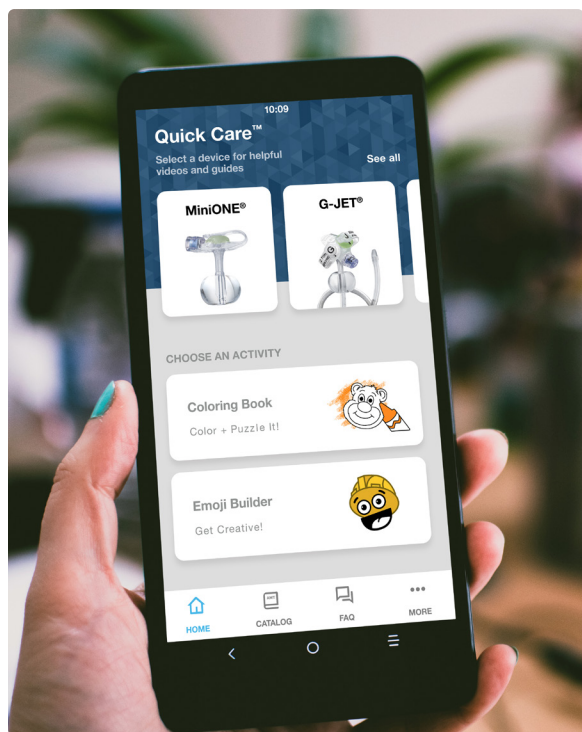 10:09
Quick Care™
Select a device for helpful
videos and guides
See all
MiniONE®
G-JET®
CHOOSE AN ACTIVITY
Coloring Book
Color + Puzzle It!
Emoji Builder
Get Creative!
HOME
CATALOG
FAQ
MORE